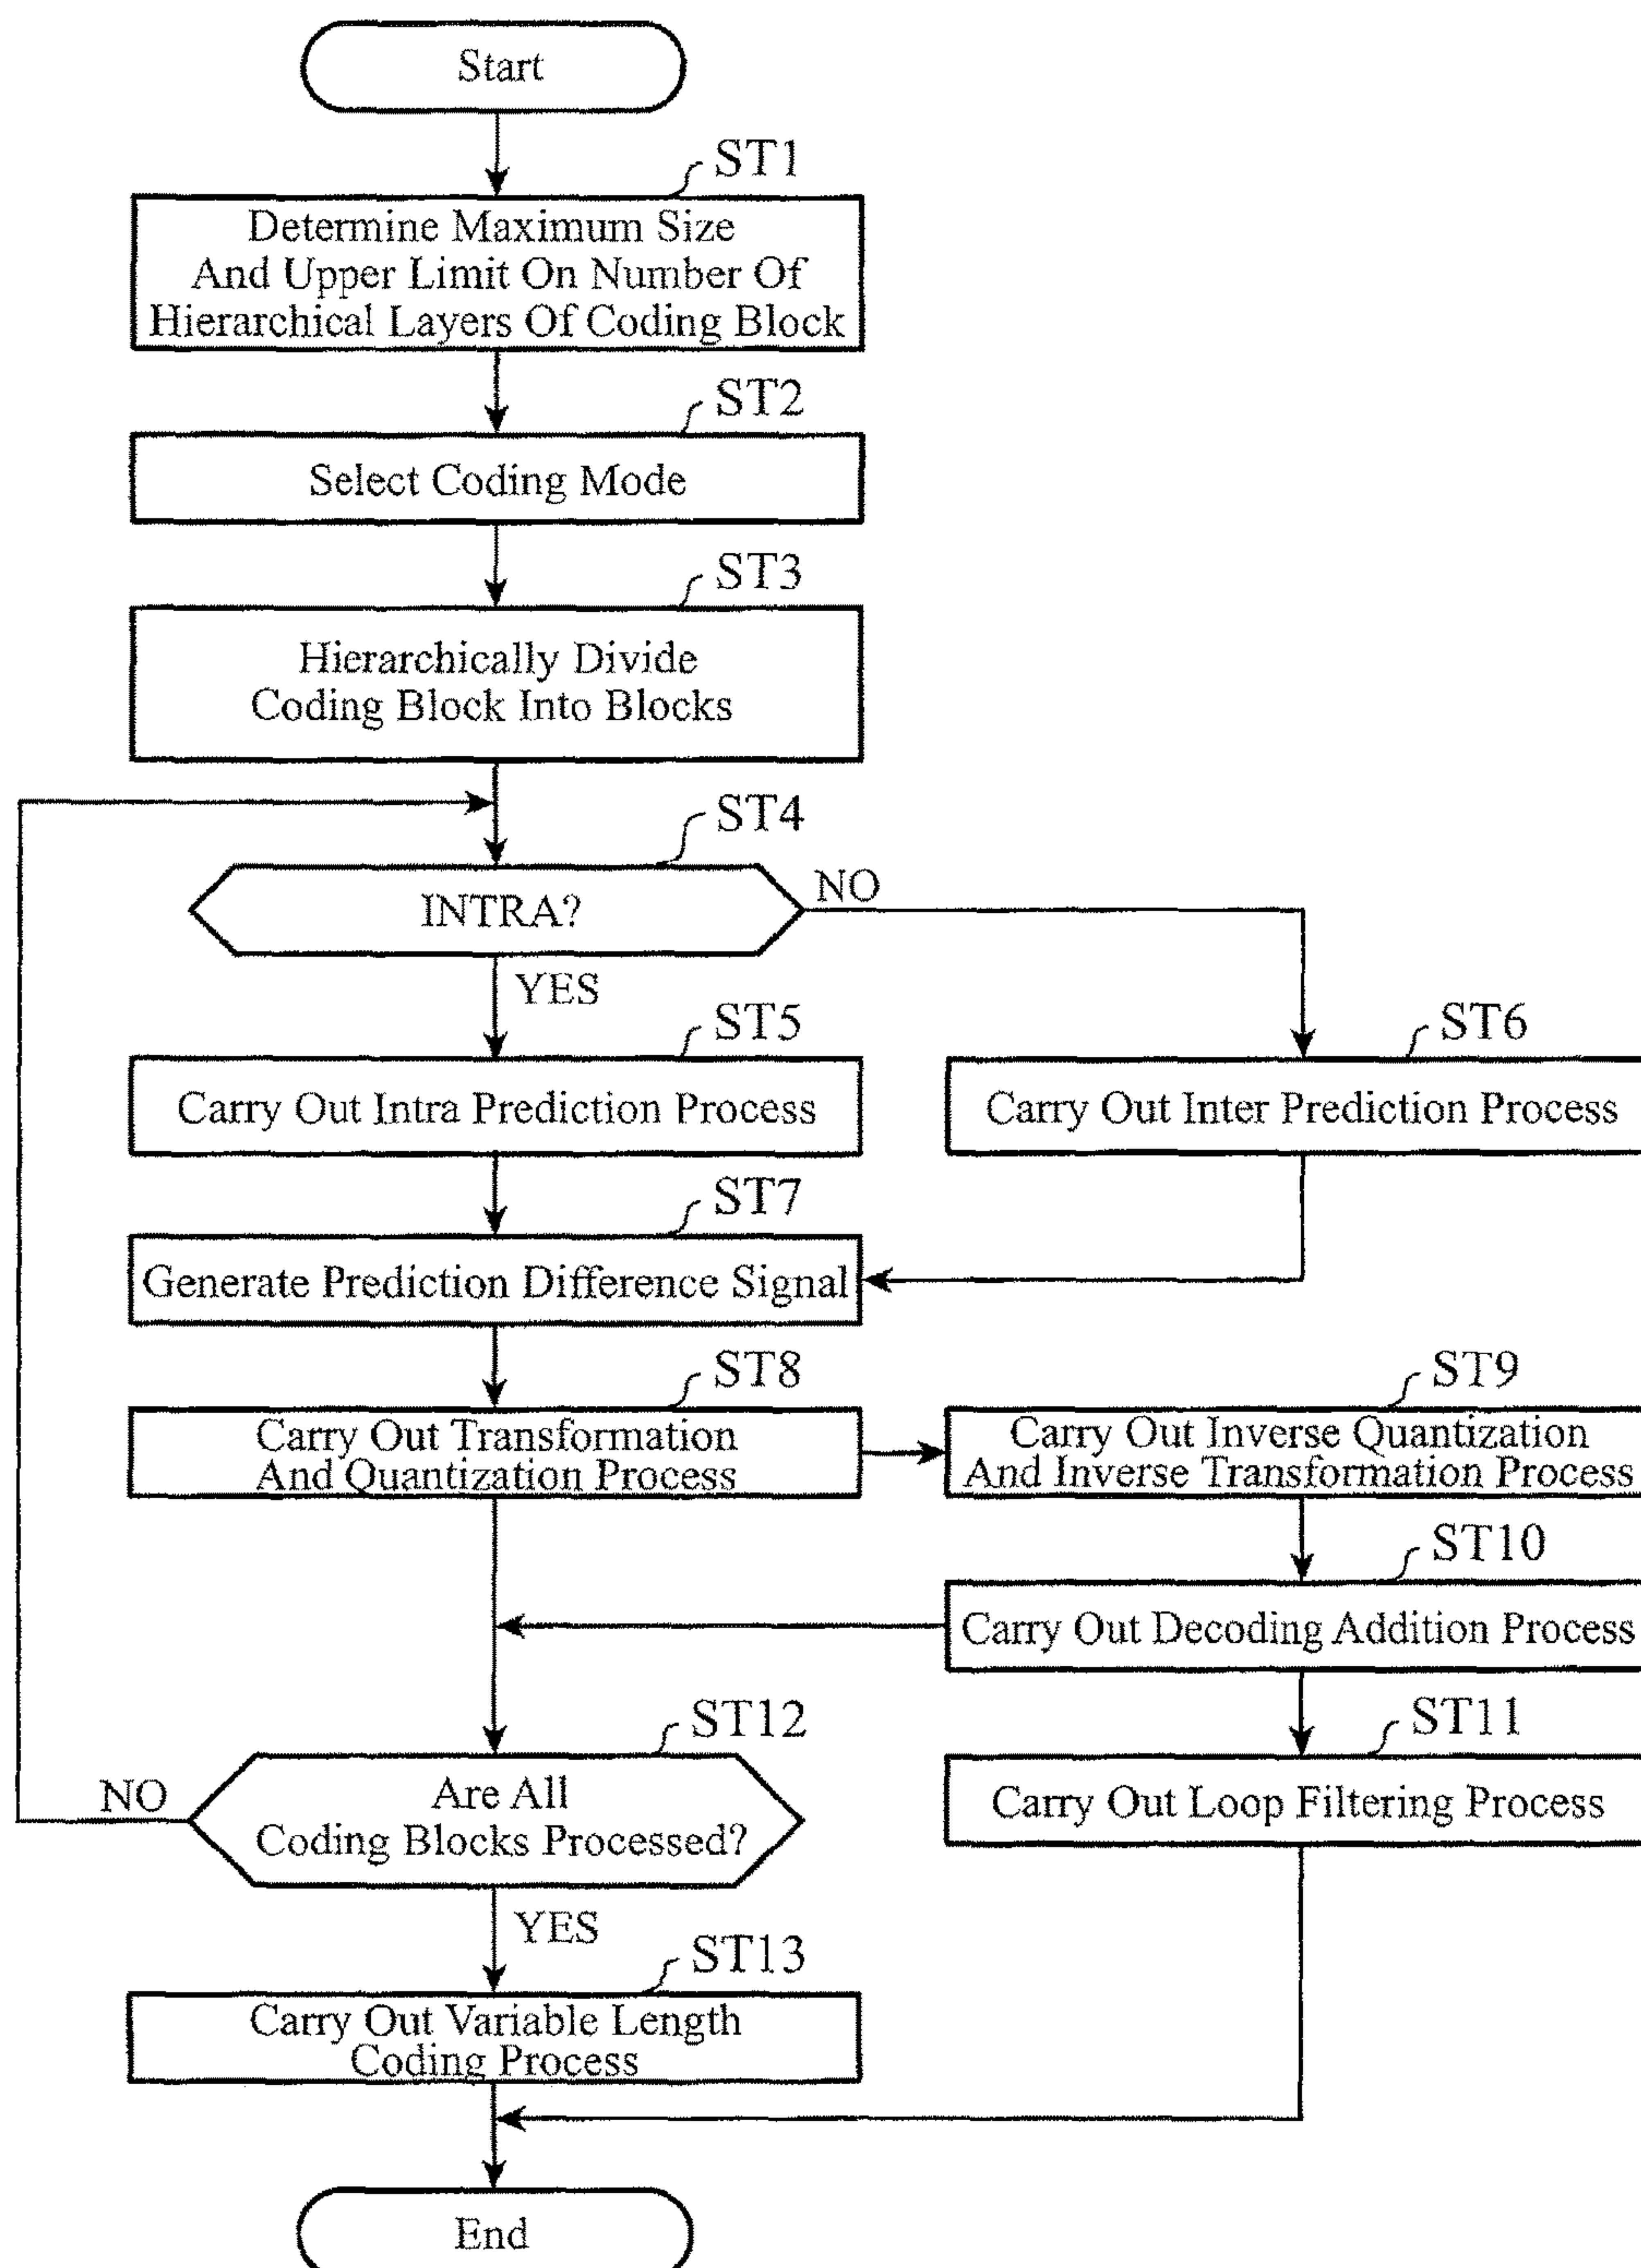 Start
ST1
Determine Maximum Size
And Upper Limit On Number Of
Hierarchical Layers Of Coding Block
ST2
Select Coding Mode
ST3
Hierarchically Divide
Coding Block Into Blocks
ST4
INTRA?
NO
YES
ST5
Carry Out Intra Prediction Process
ST6
Carry Out Inter Prediction Process
ST7
Generate Prediction Difference Signal
ST8
Carry Out Transformation
And Quantization Process
ST9
Carry Out Inverse Quantization
And Inverse Transformation Process
ST10
Carry Out Decoding Addition Process
ST11
Carry Out Loop Filtering Process
ST12
Are All
Coding Blocks Processed?
NO
YES
ST13
Carry Out Variable Length
Coding Process
End